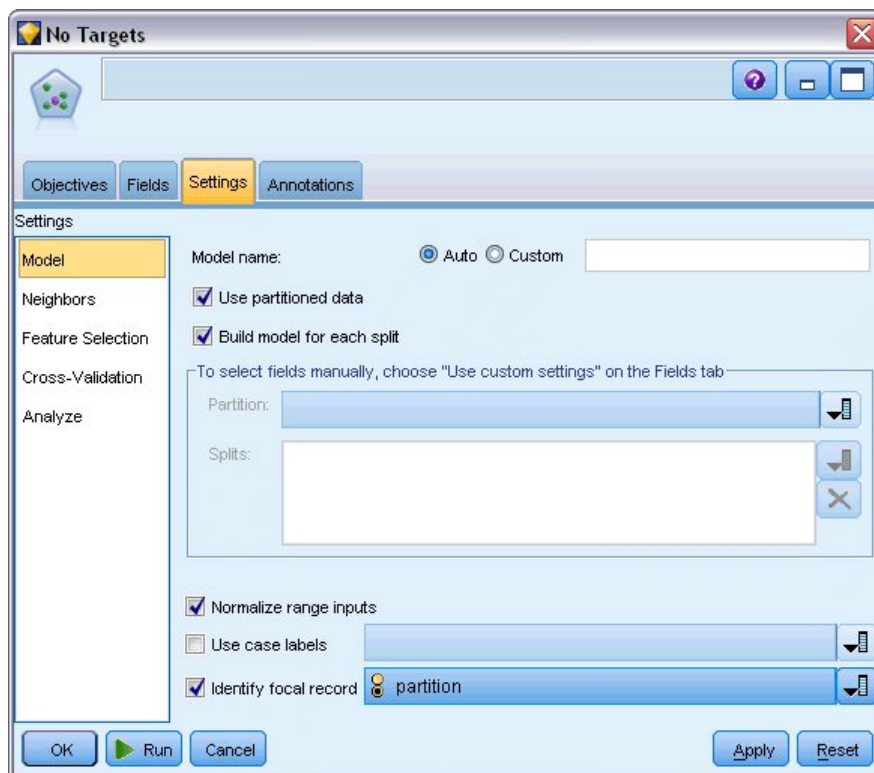 No Targets
Objectives Fields Settings Annotations
Settings
Model
Neighbors
Feature Selection
Cross-Validation
Analyze
Model name: Auto Custom
Use partitioned data
Build model for each split
To select fields manually, choose "Use custom settings" on the Fields tab
Partition:
Splits:
Normalize range inputs
Use case labels
Identify focal record partition
OK Run Cancel Apply Reset